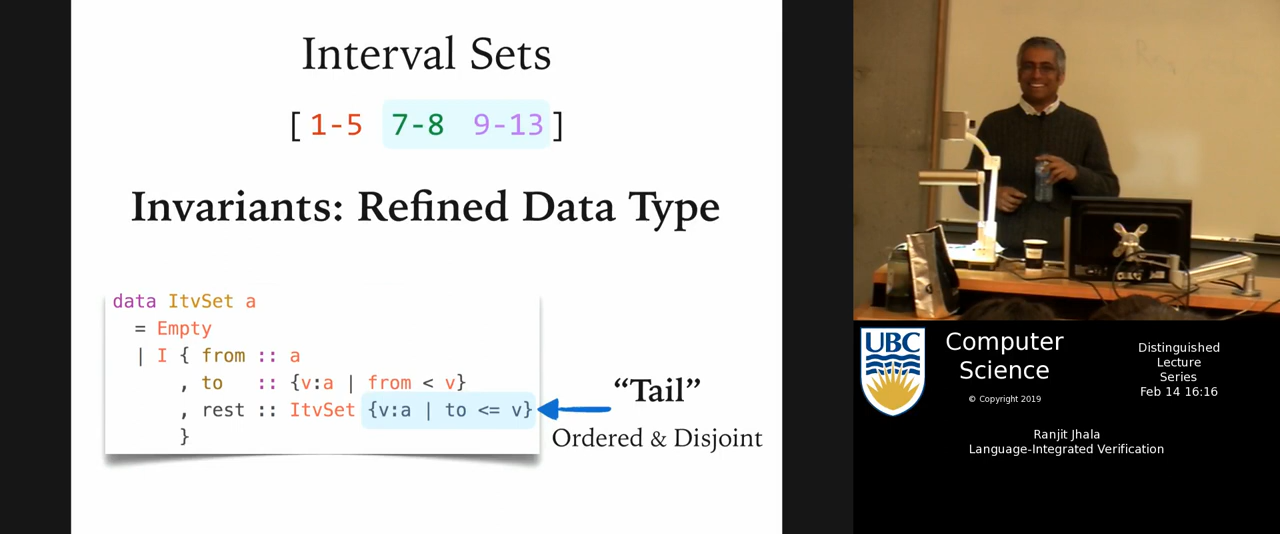 Interval Sets
[ 1-5 7-8 9-13 ]
Invariants: Refined Data Type
data ItvSet a
= Empty
| I { from :: a
, to :: {v:a | from < v}
, rest :: ItvSet {v:a | to <= v}
}
“Tail”
Ordered & Disjoint
UBC
Computer
Science
© Copyright 2019
Distinguished
Lecture
Series
Feb 14 16:16
Ranjit Jhala
Language-Integrated Verification